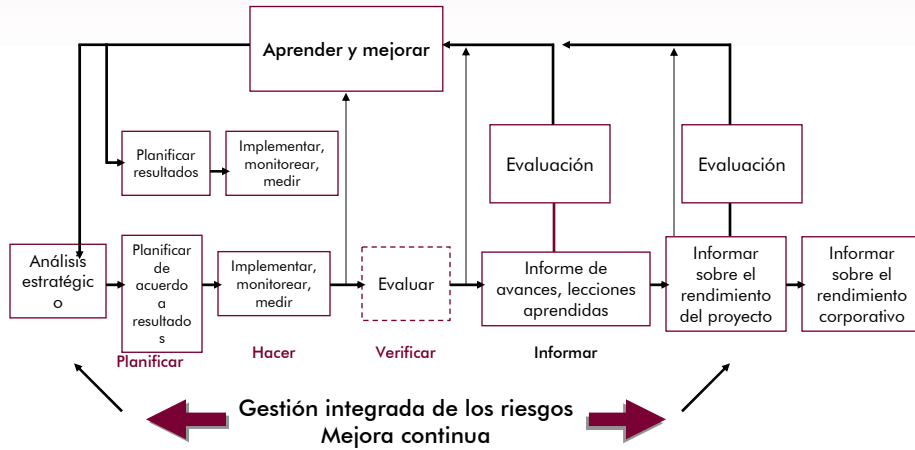 Aprender y mejorar
Planificar
resultados
Implementar,
monitorear,
medir
Evaluación
Evaluación
Análisis
estratégic
o
Planificar
de
acuerdo
a
resultado
s
Implementar,
monitorear,
medir
Evaluar
Informe de
avances, lecciones
aprendidas
Informar
sobre el
rendimiento
del proyecto
Informar
sobre el
rendimiento
corporativo
Planificar
Hacer
Verificar
Informar
Gestión integrada de los riesgos
Mejora continua